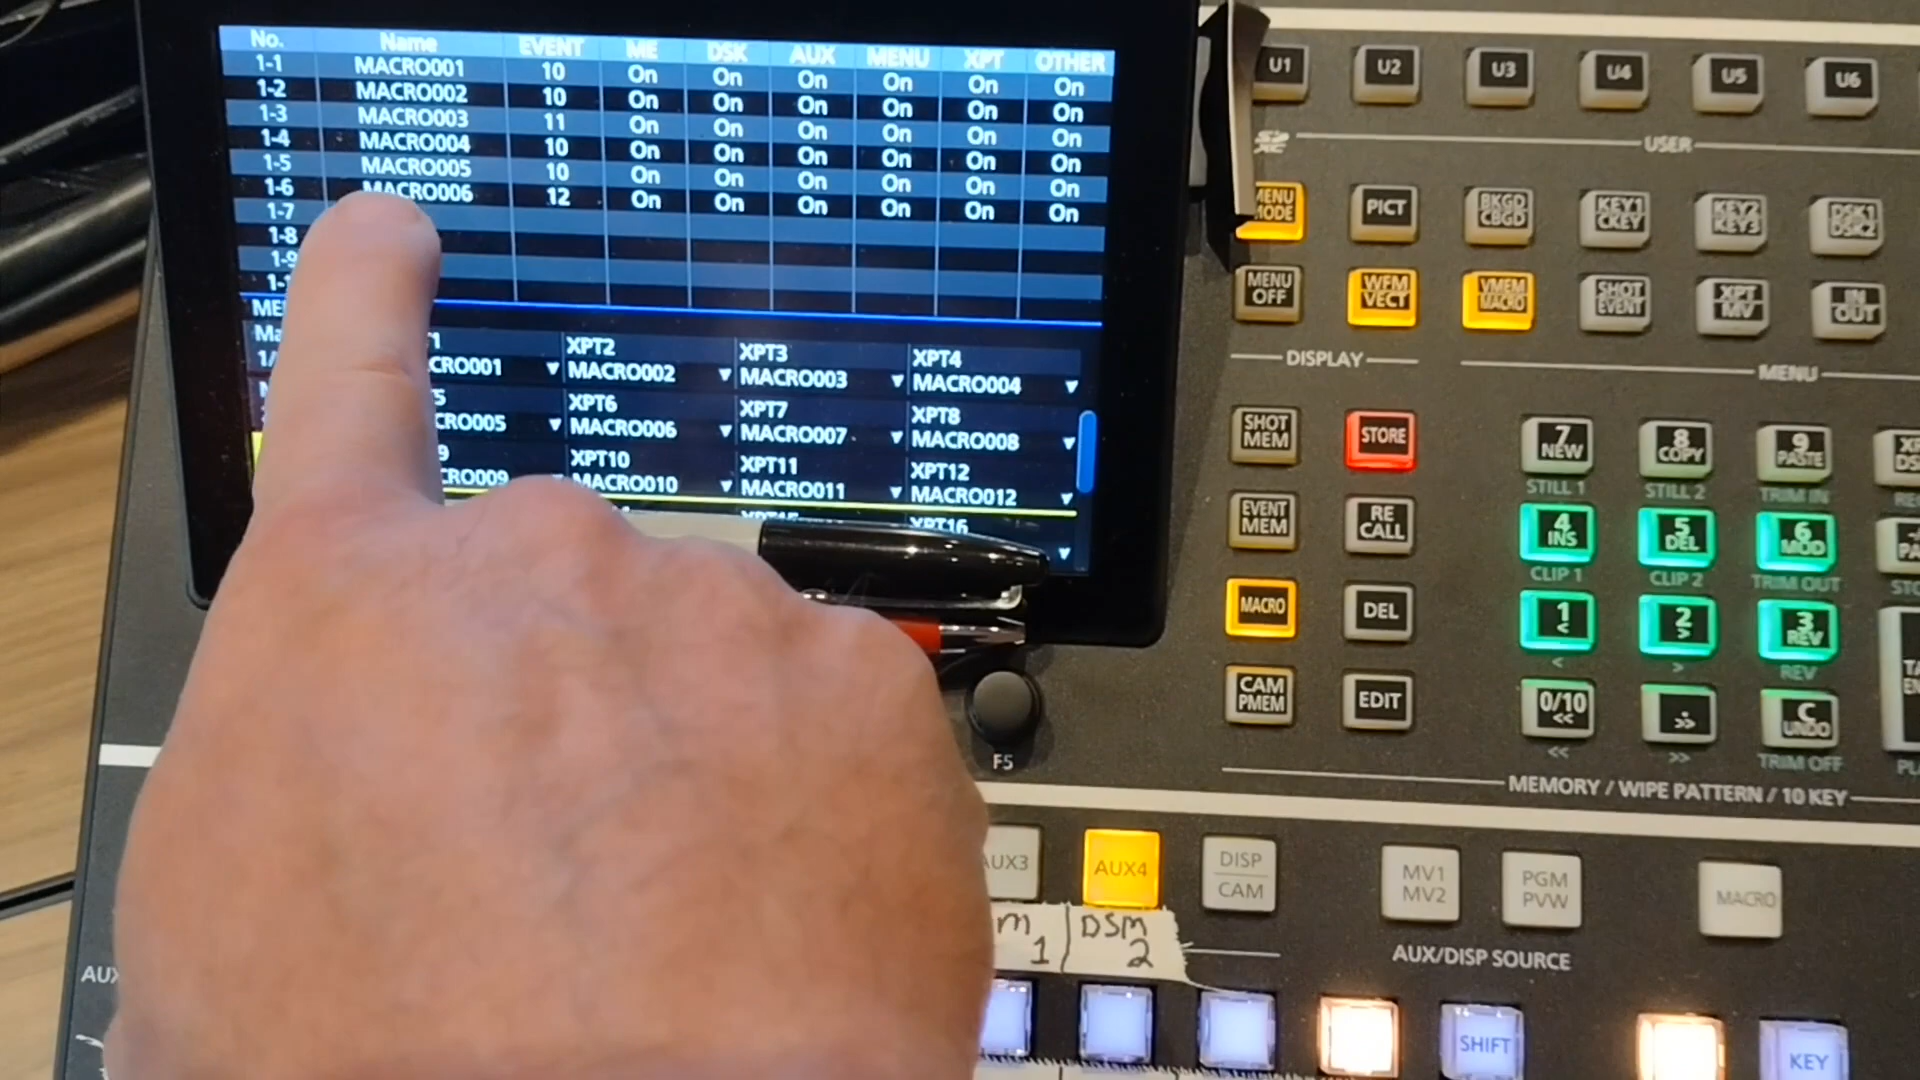 No. Name EVENT ME DSK AUX MENU XPT OTHER
1-1 MACRO001 10 On On On On On On
1-2 MACRO002 10 On On On On On On
1-3 MACRO003 11 On On On On On On
1-4 MACRO004 10 On On On On On On
1-5 MACRO005 10 On On On On On On
1-6 MACRO006 12 On On On On On On
1-7
1-8
XPT2 XPT3 XPT4
CRO001 MACRO002 MACRO003 MACRO004
XPT6 XPT7 XPT8
CRO005 MACRO006 MACRO007 MACRO008
XPT10 XPT11 XPT12
CRO009 MACRO010 MACRO011 MACRO012
XPT16
U1 U2 U3 U4 U5 U6
USER
MENU MODE PICT BKGD CBGD KEY1 CKEY KEY2 KEY3 DSK1 DSK2
MENU OFF WFM VECT VMEM MACRO SHOT EVENT XPT MV IN OUT
DISPLAY MENU
SHOT MEM STORE 7 NEW 8 COPY 9 PASTE
STILL 1 STILL 2 TRIM IN
EVENT MEM RE CALL 4 INS 5 DEL 6 MOD
CLIP 1 CLIP 2 TRIM OUT
MACRO DEL 1 < 2 > 3 REV
< > REV
CAM PMEM EDIT 0/10 << . >> C UNDO
F5 << >> TRIM OFF
MEMORY / WIPE PATTERN / 10 KEY
AUX3 AUX4 DISP CAM MV1 MV2 PGM PVW MACRO
m 1 DSM 2
AUX/DISP SOURCE
AUX
SHIFT KEY